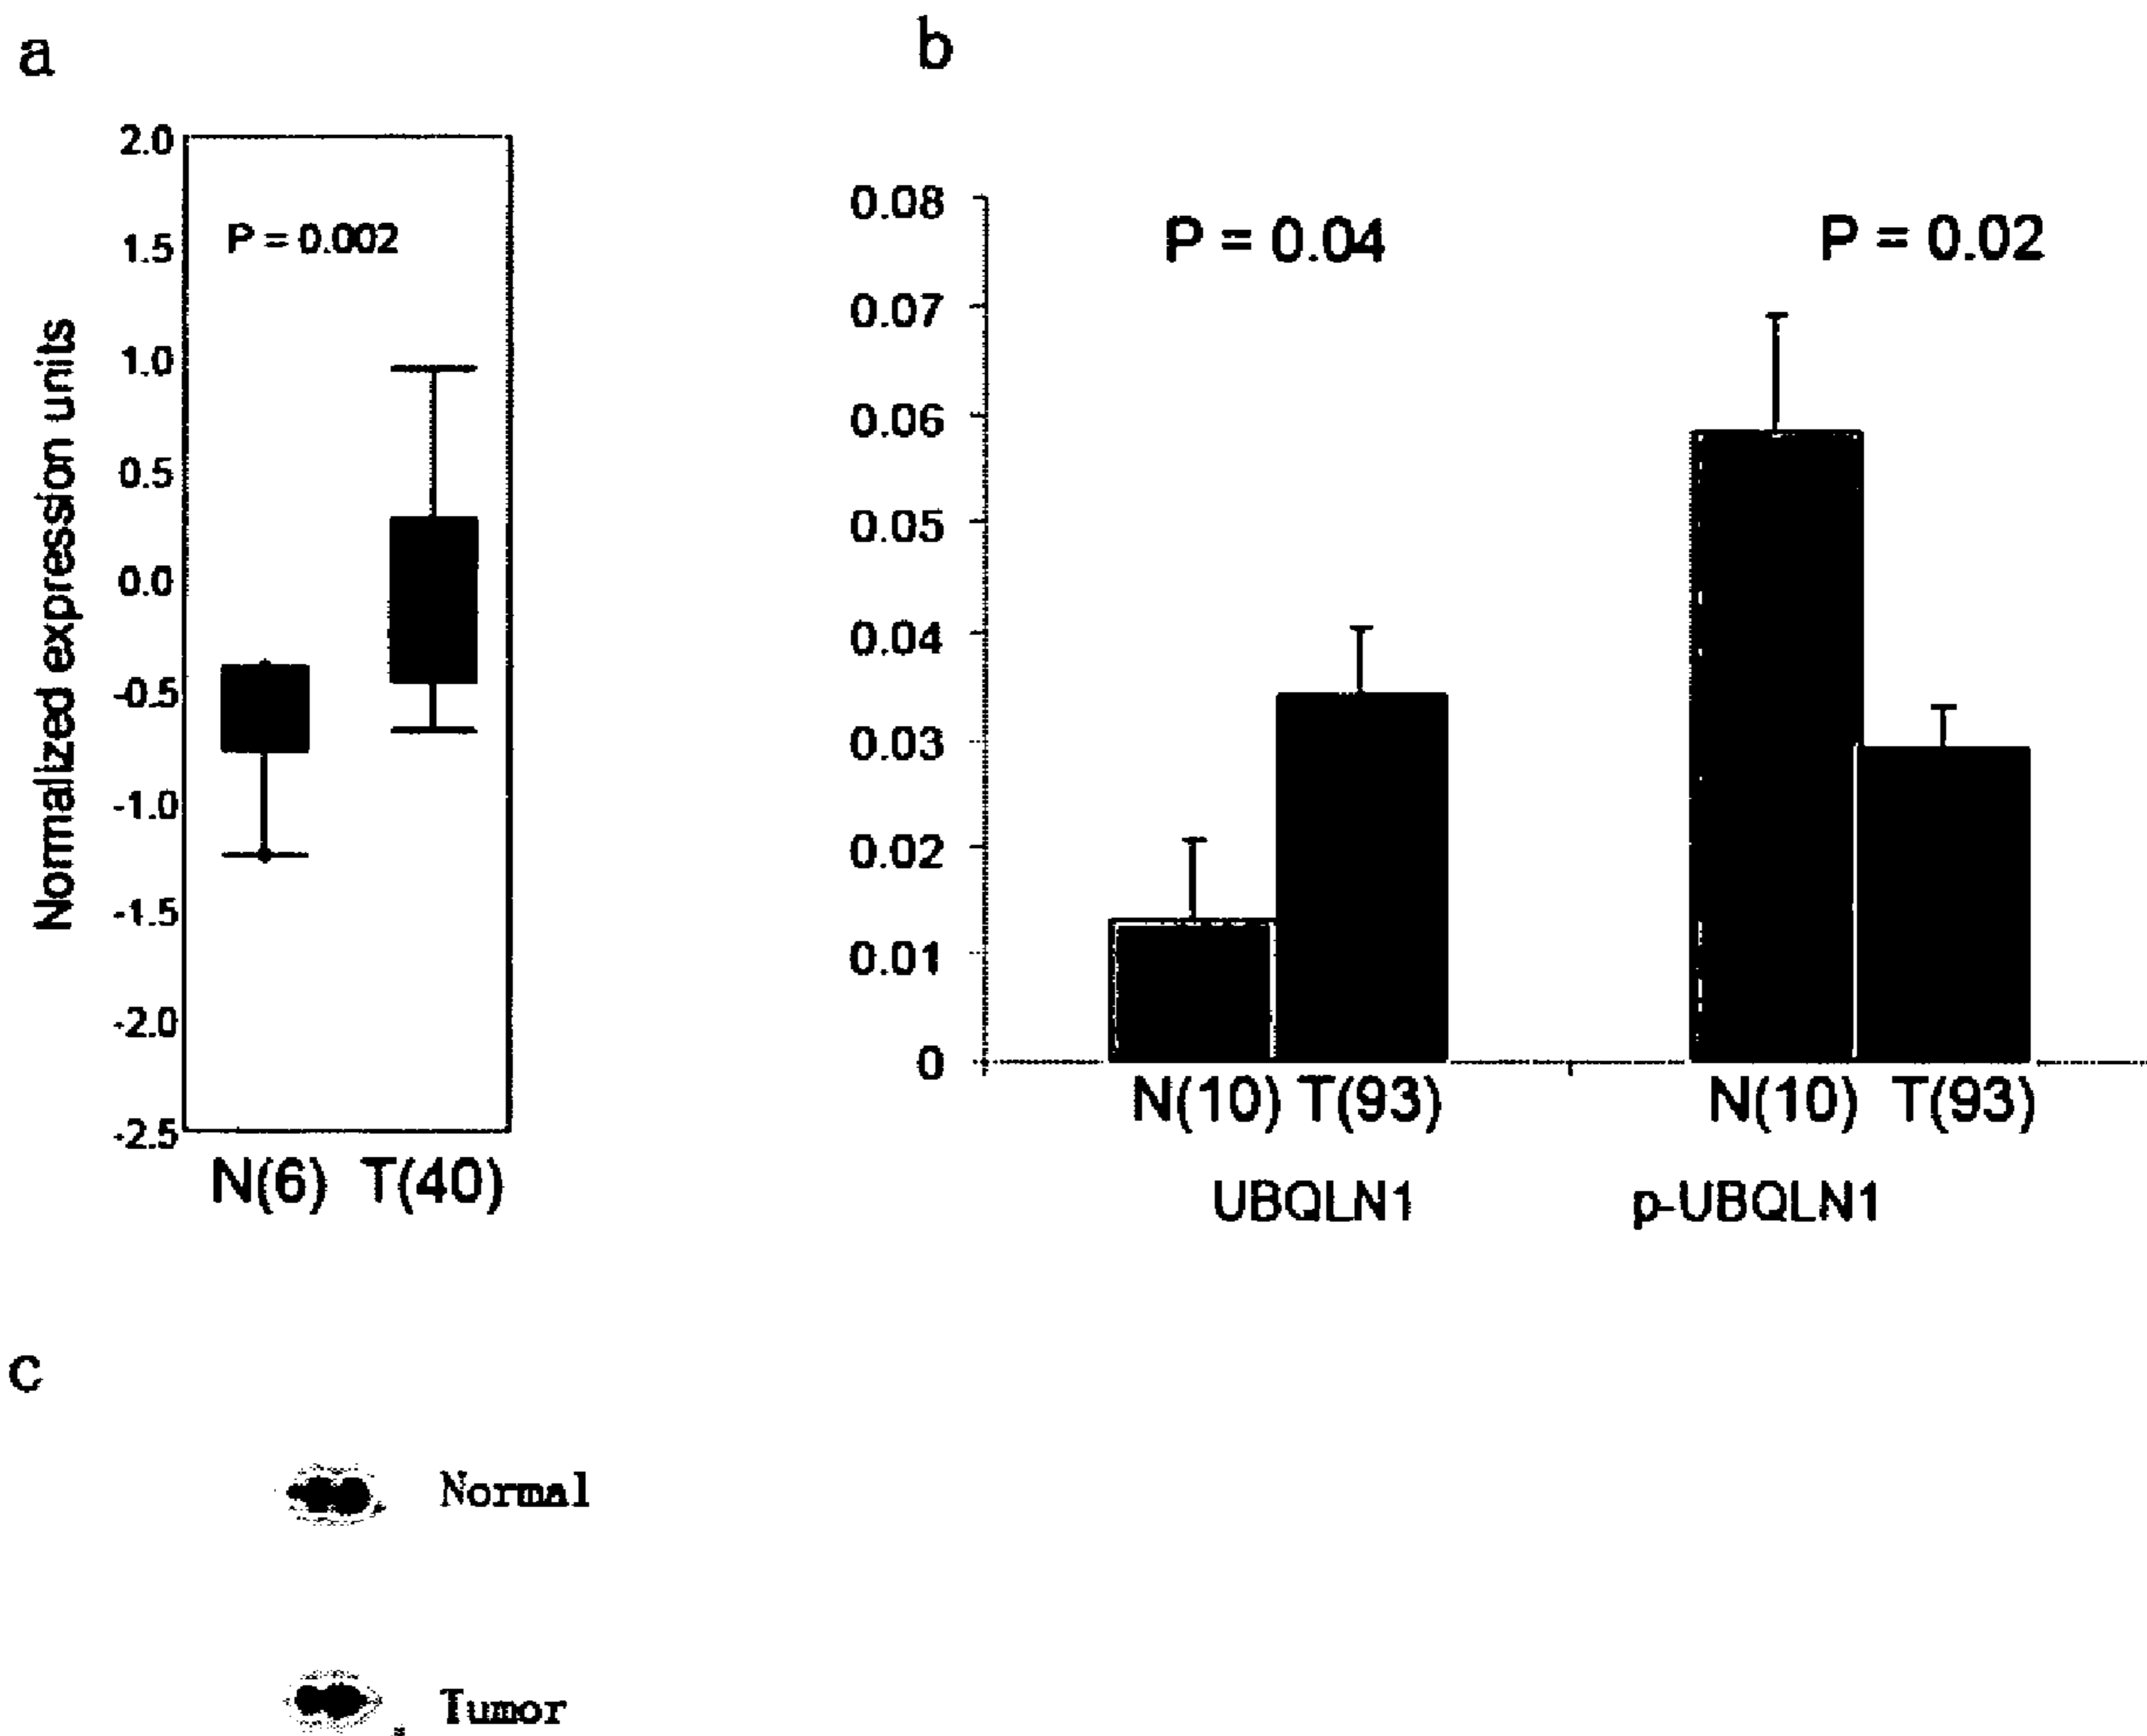 a
Normalized expression units
2.0
1.5
1.0
0.5
0.0
-0.5
-1.0
-1.5
-2.0
-2.5
P = 0.002
N(6) T(40)
b
0.08
0.07
0.06
0.05
0.04
0.03
0.02
0.01
0
P = 0.04
P = 0.02
N(10) T(93)
N(10) T(93)
UBQLN1
p-UBQLN1
c
Normal
Tumor